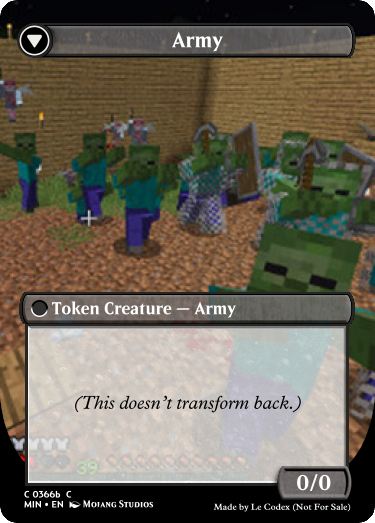 Army
Token Creature — Army
(This doesn't transform back.)
39
0/0
C 0366b C
MIN • EN Mojang Studios
Made by Le Codex (Not For Sale)